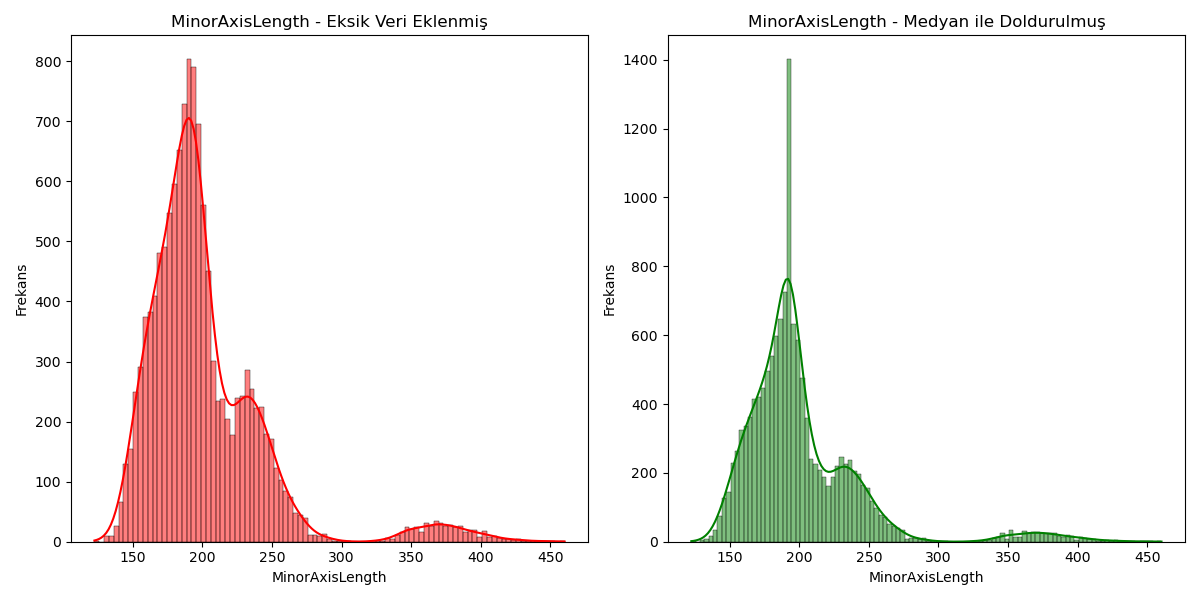 MinorAxisLength - Eksik Veri Eklenmiş
800
700
600
500
400
300
200
100
0
Frekans
150 200 250 300 350 400 450
MinorAxisLength
MinorAxisLength - Medyan ile Doldurulmuş
1400
1200
1000
800
600
400
200
0
Frekans
150 200 250 300 350 400 450
MinorAxisLength